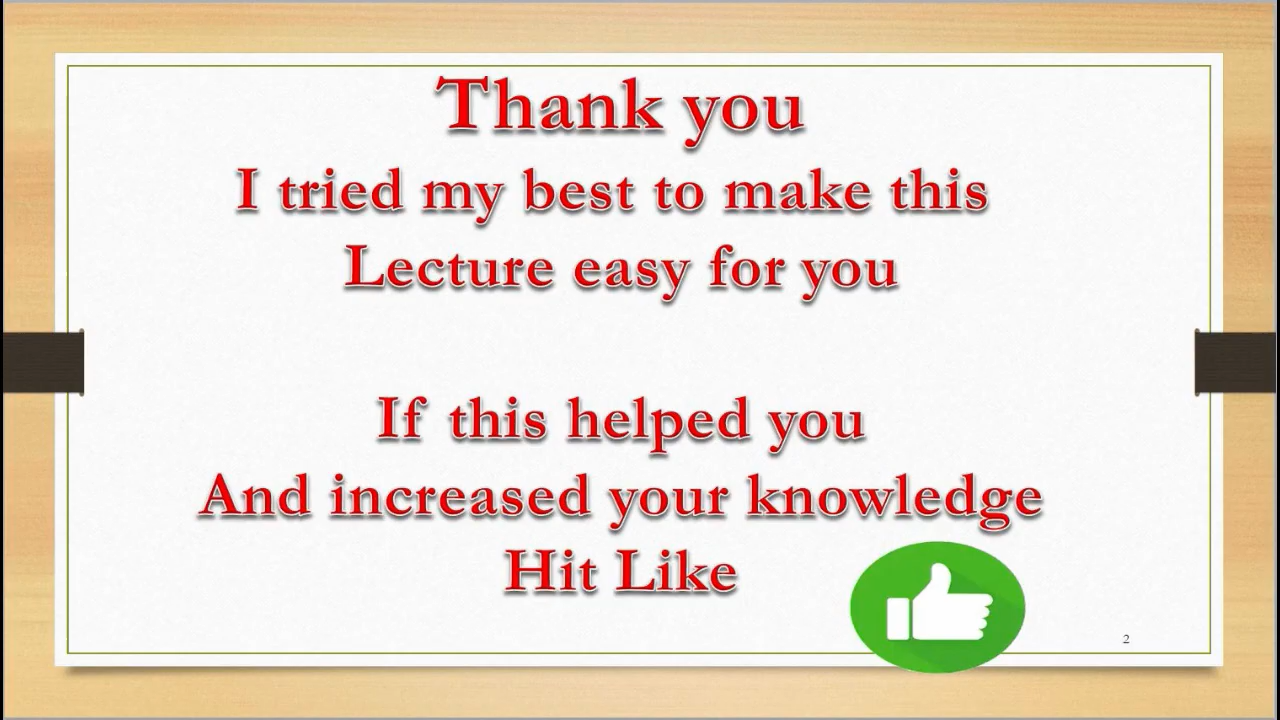 Thank you
I tried my best to make this
Lecture easy for you
If this helped you
And increased your knowledge
Hit Like
2